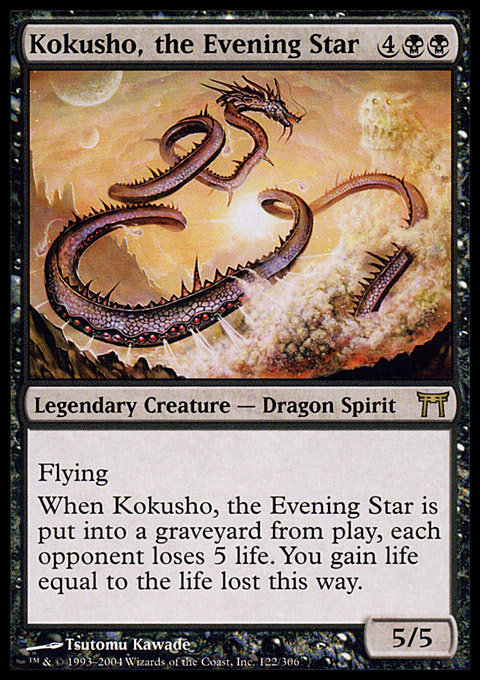 Kokusho, the Evening Star 4
Legendary Creature — Dragon Spirit
Flying
When Kokusho, the Evening Star is
put into a graveyard from play, each
opponent loses 5 life. You gain life
equal to the life lost this way.
5/5
Tsutomu Kawade
™ & © 1993–2004 Wizards of the Coast, Inc. 122/306